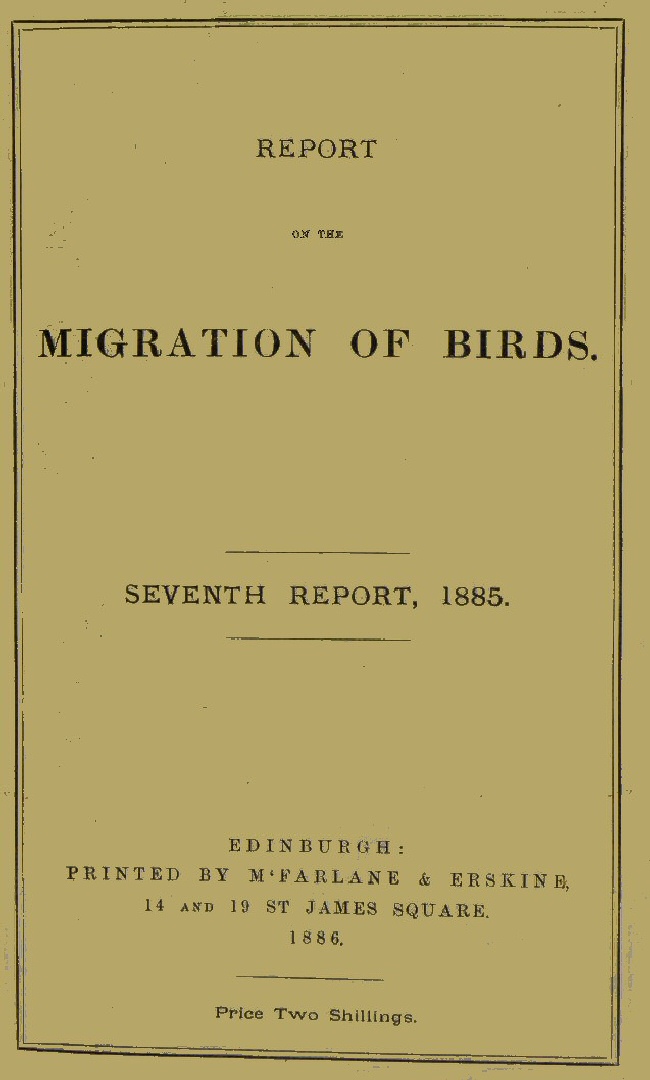 REPORT
ON THE
MIGRATION OF BIRDS.
SEVENTH REPORT, 1885.
EDINBURGH:
PRINTED BY M‘FARLANE & ERSKINE,
14 AND 19 ST JAMES SQUARE.
1886.
Price Two Shillings.